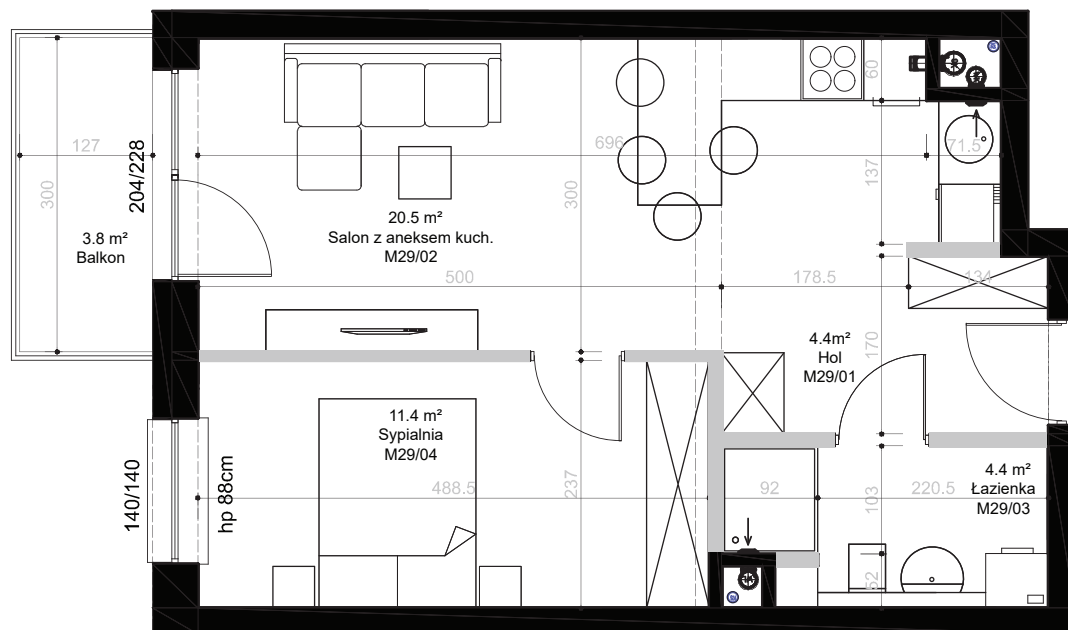 60
127
204/228
696
71.5
137
300
300
20.5 m²
Salon z aneksem kuch.
M29/02
3.8 m²
Balkon
500
178.5
134
4.4m²
Hol
M29/01
170
11.4 m²
Sypialnia
M29/04
140/140
hp 88cm
488.5
237
92
103
220.5
4.4 m²
Łazienka
M29/03
62